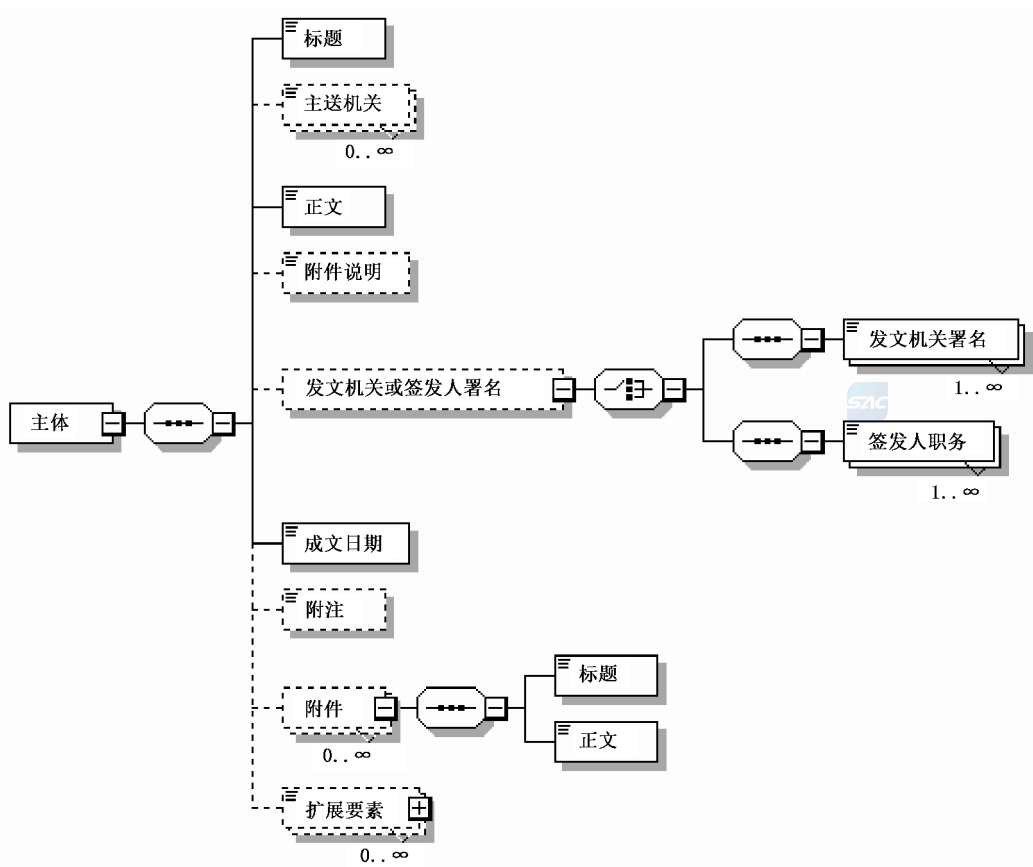 标题
主送机关
0..∞
正文
附件说明
发文机关或签发人署名
发文机关署名
1..∞
SAC
主体
签发人职务
1..∞
成文日期
附注
附件
0..∞
标题
正文
扩展要素
0..∞